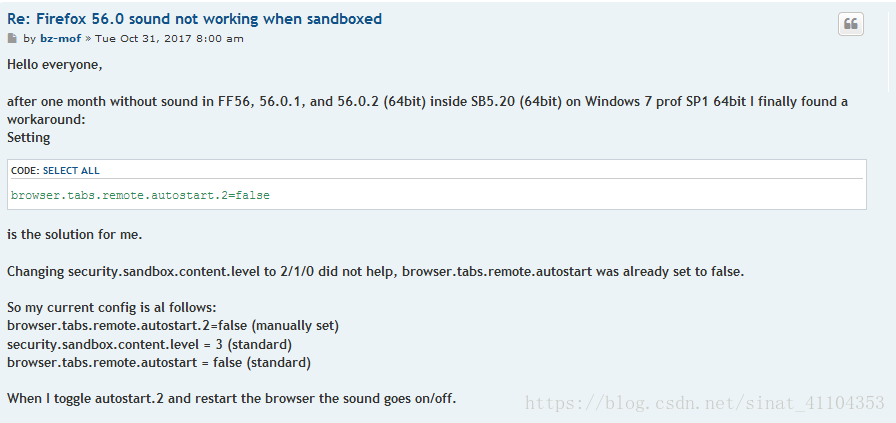 Re: Firefox 56.0 sound not working when sandboxed
by bz-mof » Tue Oct 31, 2017 8:00 am
Hello everyone,
after one month without sound in FF56, 56.0.1, and 56.0.2 (64bit) inside SB5.20 (64bit) on Windows 7 prof SP1 64bit I finally found a
workaround:
Setting
CODE: SELECT ALL
browser.tabs.remote.autostart.2=false
is the solution for me.
Changing security.sandbox.content.level to 2/1/0 did not help, browser.tabs.remote.autostart was already set to false.
So my current config is al follows:
browser.tabs.remote.autostart.2=false (manually set)
security.sandbox.content.level = 3 (standard)
browser.tabs.remote.autostart = false (standard)
When I toggle autostart.2 and restart the browser the sound goes on/off.
https://blog.csdn.net/sinat_41104353